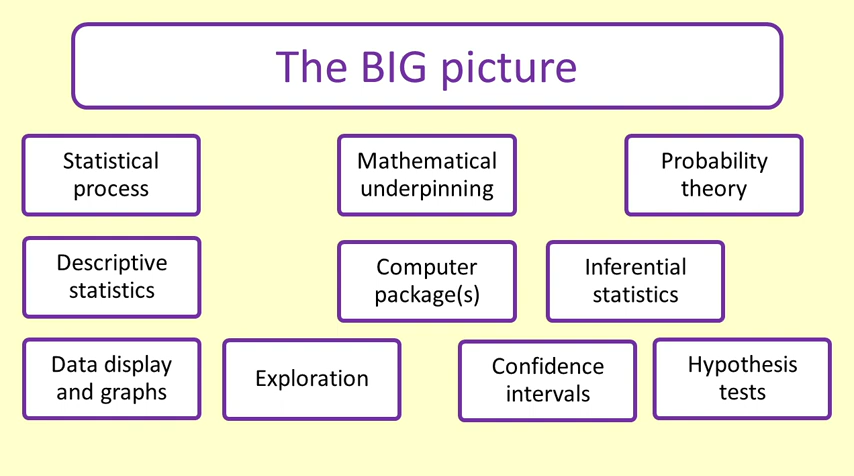 The BIG picture
Statistical
process
Mathematical
underpinning
Probability
theory
Descriptive
statistics
Computer
package(s)
Inferential
statistics
Data display
and graphs
Exploration
Confidence
intervals
Hypothesis
tests